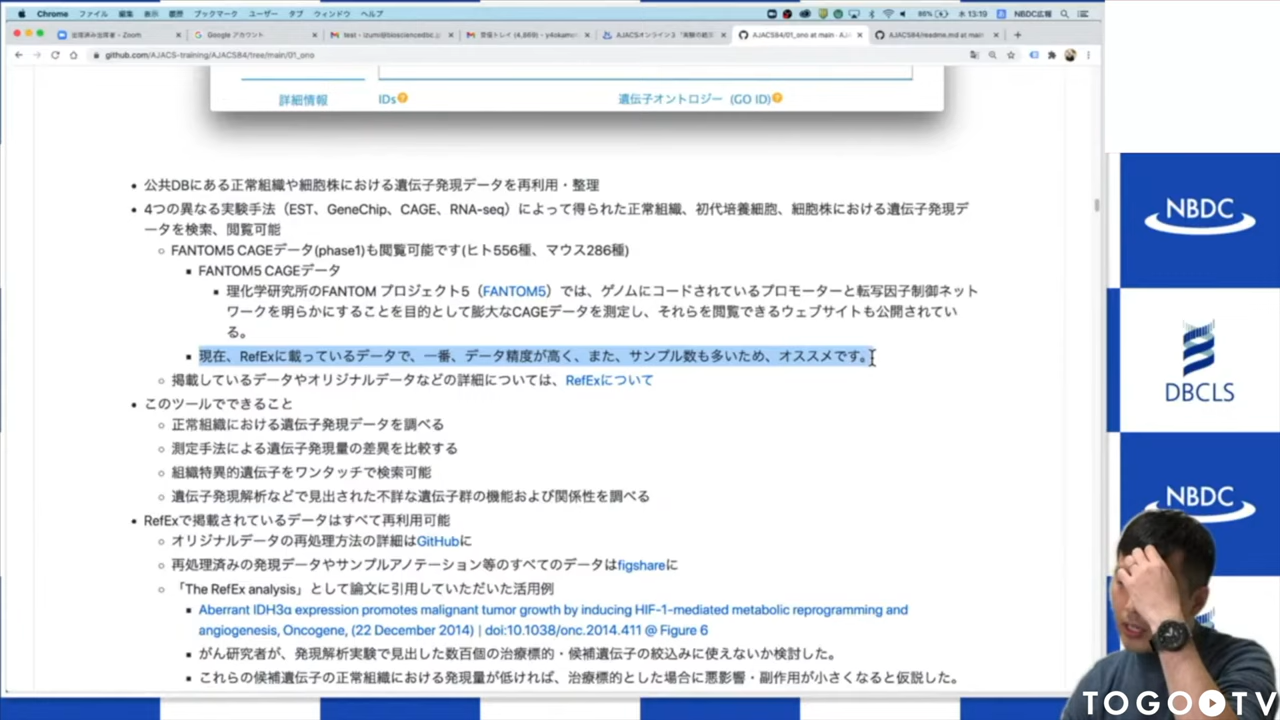 Chrome ファイル 編集 表示 履歴 ブックマーク ユーザー タブ ウィンドウ ヘルプ
86% 水 13:19 NBDC広報
Zoom
Google アカウント
AJACS84/01_ono at main · AJ
AJACS84/readme.md at main
github.com/AJACS-training/AJACS84/tree/main/01_ono
詳細情報 IDs 遺伝子オントロジー (GO ID)
公共DBにある正常組織や細胞株における遺伝子発現データを再利用・整理
4つの異なる実験手法（EST、GeneChip、CAGE、RNA-seq）によって得られた正常組織、初代培養細胞、細胞株における遺伝子発現デ
ータを検索、閲覧可能
FANTOM5 CAGEデータ(phase1)も閲覧可能です(ヒト556種、マウス286種)
FANTOM5 CAGEデータ
理化学研究所のFANTOM プロジェクト5（FANTOM5）では、ゲノムにコードされているプロモーターと転写因子制御ネット
ワークを明らかにすることを目的として膨大なCAGEデータを測定し、それらを閲覧できるウェブサイトも公開されてい
る。
現在、RefExに載っているデータで、一番、データ精度が高く、また、サンプル数も多いため、オススメです。
掲載しているデータやオリジナルデータなどの詳細については、RefExについて
このツールでできること
正常組織における遺伝子発現データを調べる
測定手法による遺伝子発現量の差異を比較する
組織特異的遺伝子をワンタッチで検索可能
遺伝子発現解析などで見出された不詳な遺伝子群の機能および関係性を調べる
RefExで掲載されているデータはすべて再利用可能
オリジナルデータの再処理方法の詳細はGitHubに
再処理済みの発現データやサンプルアノテーション等のすべてのデータはfigshareに
「The RefEx analysis」として論文に引用していただいた活用例
Aberrant IDH3α expression promotes malignant tumor growth by inducing HIF-1-mediated metabolic reprogramming and
angiogenesis, Oncogene, (22 December 2014) | doi:10.1038/onc.2014.411 @ Figure 6
がん研究者が、発現解析実験で見出した数百個の治療標的・候補遺伝子の絞込みに使えないか検討した。
これらの候補遺伝子の正常組織における発現量が低ければ、治療標的とした場合に悪影響・副作用が小さくなると仮説した。
NBDC
DBCLS
NBDC
TOGO TV